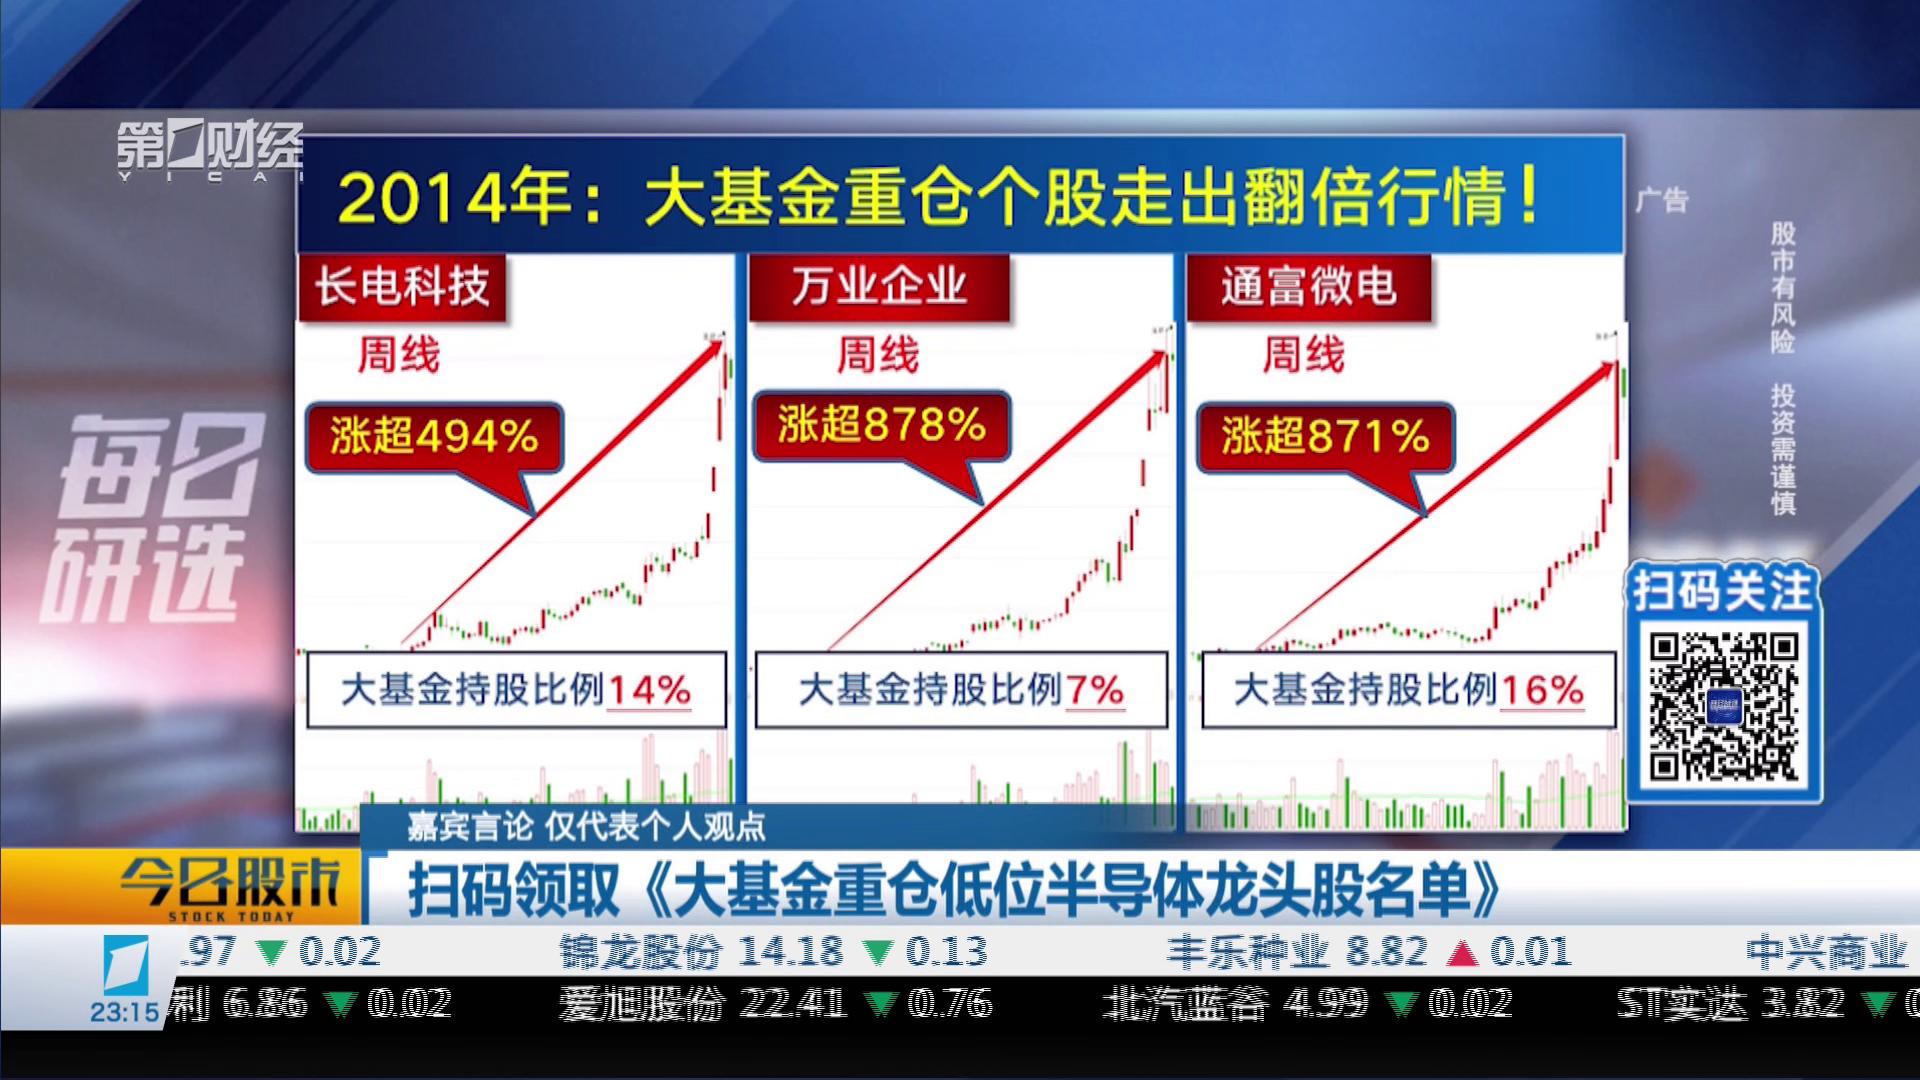 第1财经
YICAI
2014年：大基金重仓个股走出翻倍行情！
广告
股市有风险 投资需谨慎
长电科技
周线
涨超494%
大基金持股比例14%
万业企业
周线
涨超878%
大基金持股比例7%
通富微电
周线
涨超871%
大基金持股比例16%
每日
研选
扫码关注
嘉宾言论 仅代表个人观点
今日股市
STOCK TODAY
扫码领取《大基金重仓低位半导体龙头股名单》
.97 ▼ 0.02 锦龙股份 14.18 ▼ 0.13 丰乐种业 8.82 ▲ 0.01 中兴商业
23:15
利 6.86 ▼ 0.02 爱旭股份 22.41 ▼ 0.76 北汽蓝谷 4.99 ▼ 0.02 ST实达 3.82 ▼